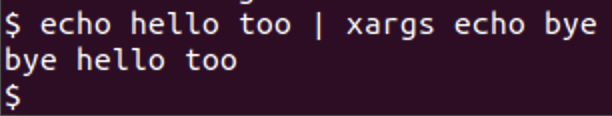 $ echo hello too | xargs echo bye
bye hello too
$